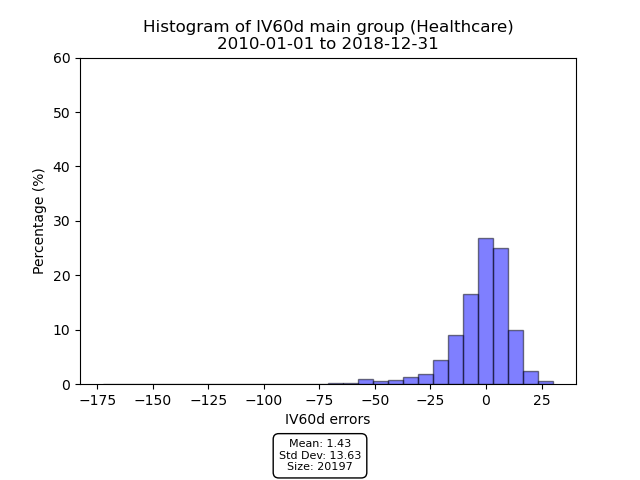 Histogram of IV60d main group (Healthcare)
2010-01-01 to 2018-12-31
60
50
40
30
20
10
0
Percentage (%)
−175 −150 −125 −100 −75 −50 −25 0 25
IV60d errors
Mean: 1.43
Std Dev: 13.63
Size: 20197